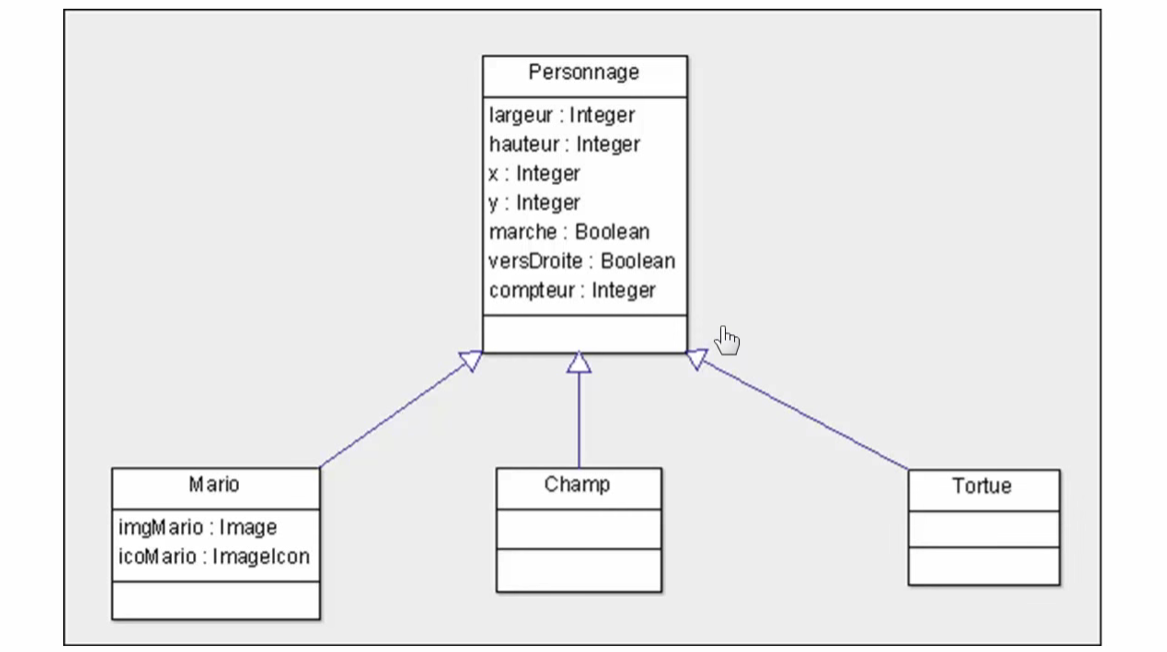 Personnage
largeur : Integer
hauteur : Integer
x : Integer
y : Integer
marche : Boolean
versDroite : Boolean
compteur : Integer
Mario
imgMario : Image
icoMario : ImageIcon
Champ
Tortue